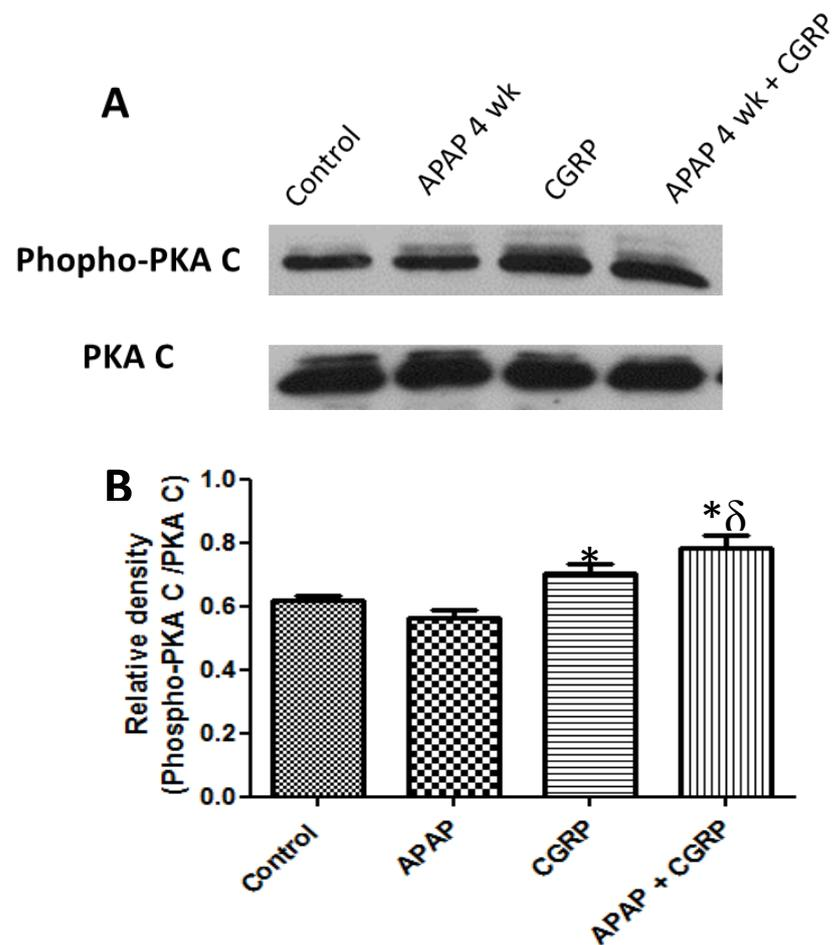 A
Control
APAP 4 wk
CGRP
APAP 4 wk + CGRP
Phopho-PKA C
PKA C
B
Relative density
(Phospho-PKA C /PKA C)
1.0
0.8
0.6
0.4
0.2
0.0
*
*δ
Control
APAP
CGRP
APAP + CGRP